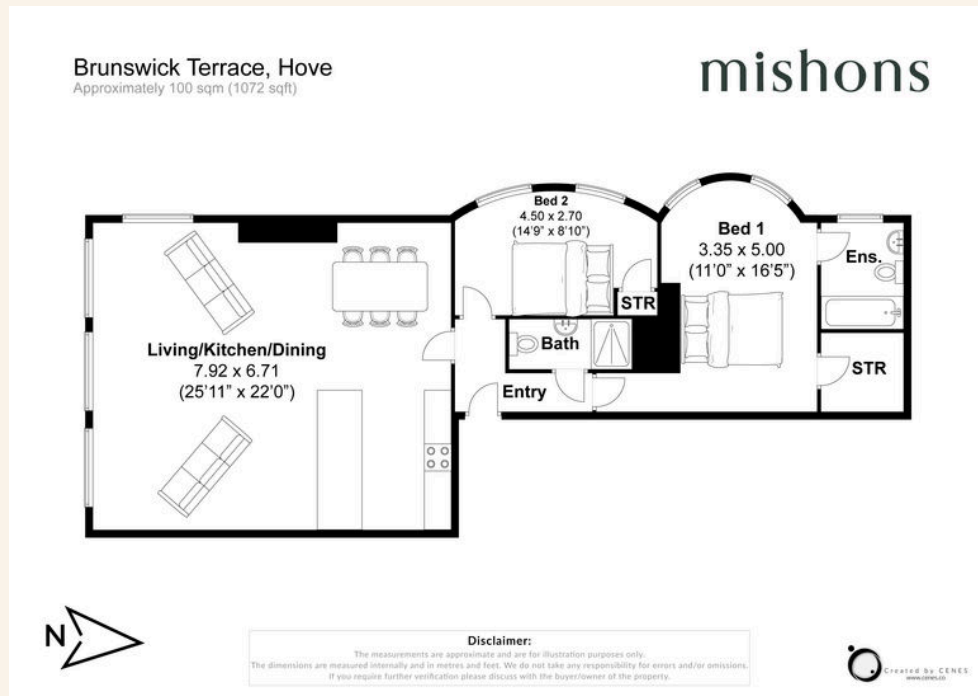 Brunswick Terrace, Hove
Approximately 100 sqm (1072 sqft)
mishons
Bed 2
4.50 x 2.70
(14'9" x 8'10")
STR
Bed 1
3.35 x 5.00
(11'0" x 16'5")
Ens.
Living/Kitchen/Dining
7.92 x 6.71
(25'11" x 22'0")
Bath
Entry
STR
N
Disclaimer:
The measurements are approximate and are for illustration purposes only.
The dimensions are measured internally and in metres and feet. We do not take any responsibility for errors and/or omissions.
If you require further verification please discuss with the buyer/owner of the property.
Created by CENES
www.cenes.co